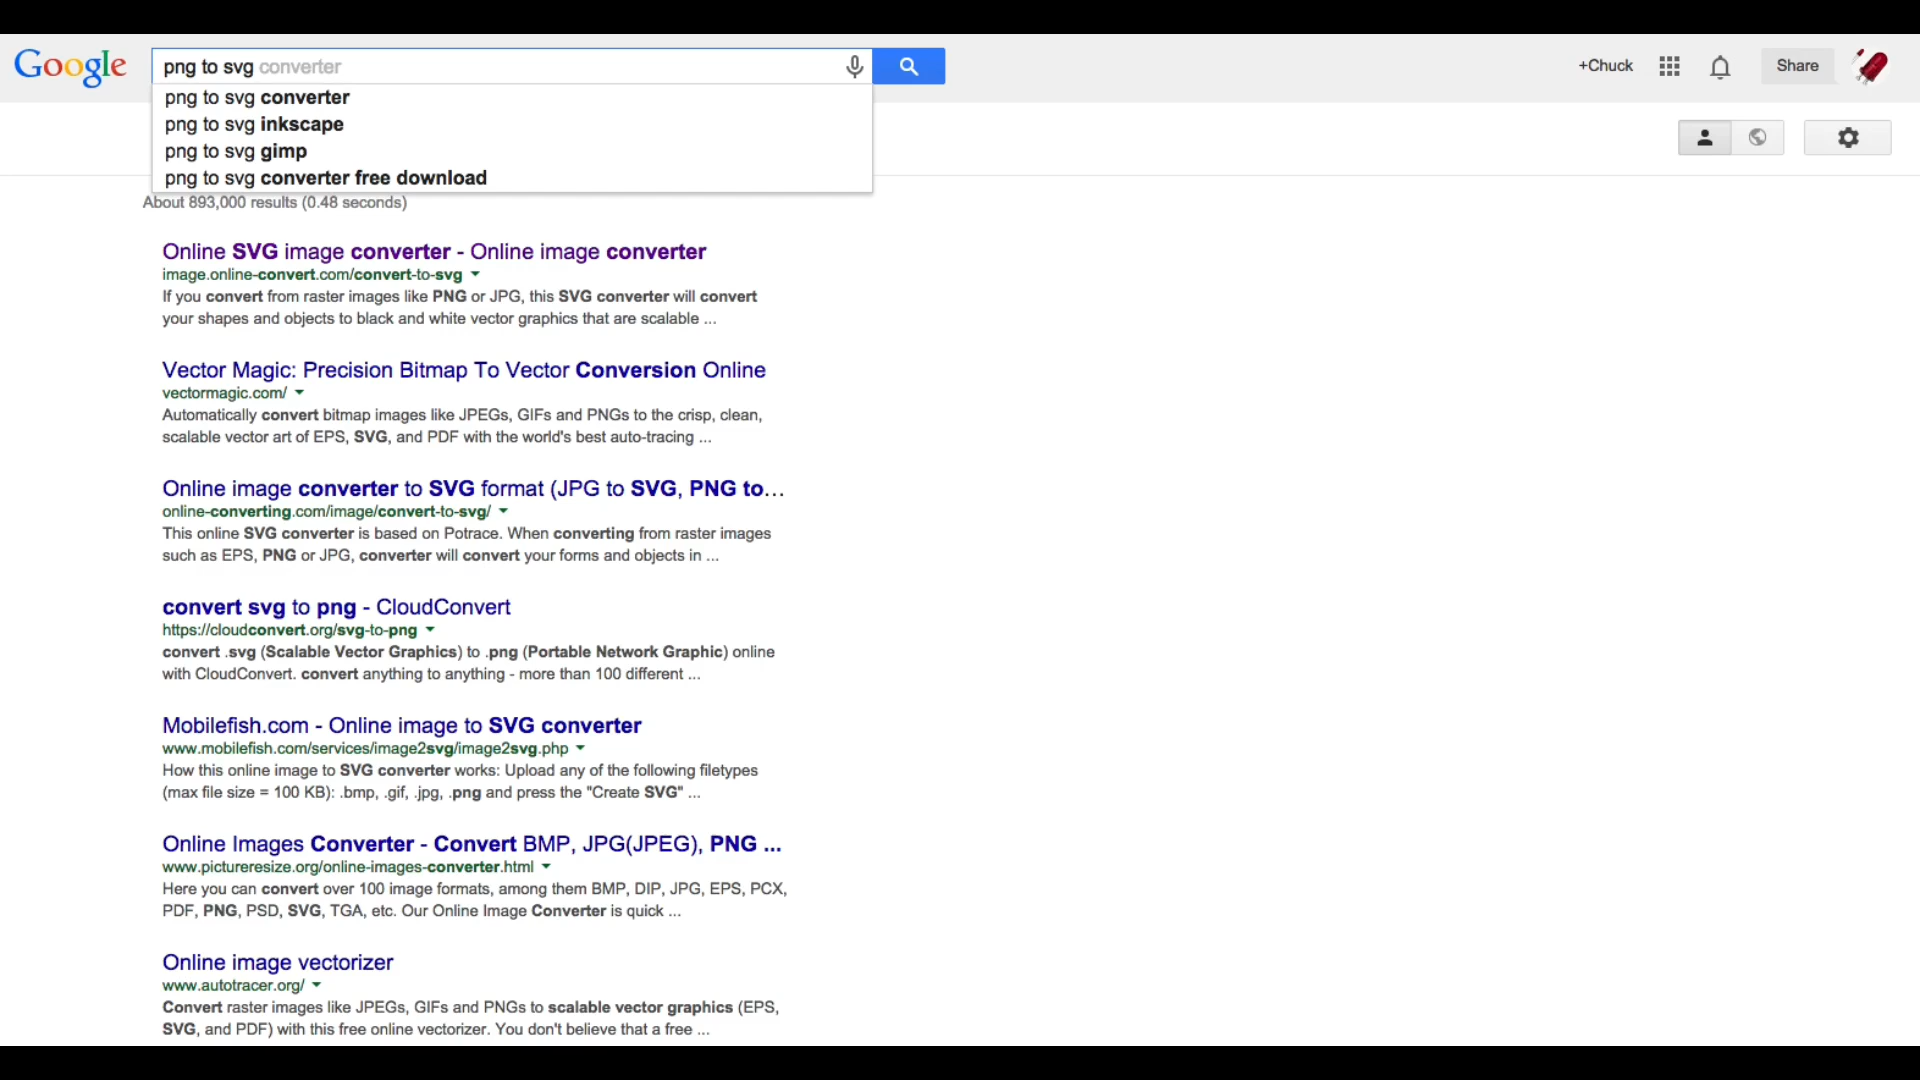 Google
png to svg converter
+Chuck
Share
png to svg converter
png to svg inkscape
png to svg gimp
png to svg converter free download
About 893,000 results (0.48 seconds)
Online SVG image converter - Online image converter
image.online-convert.com/convert-to-svg
If you convert from raster images like PNG or JPG, this SVG converter will convert
your shapes and objects to black and white vector graphics that are scalable ...
Vector Magic: Precision Bitmap To Vector Conversion Online
vectormagic.com/
Automatically convert bitmap images like JPEGs, GIFs and PNGs to the crisp, clean,
scalable vector art of EPS, SVG, and PDF with the world's best auto-tracing ...
Online image converter to SVG format (JPG to SVG, PNG to...
online-converting.com/image/convert-to-svg/
This online SVG converter is based on Potrace. When converting from raster images
such as EPS, PNG or JPG, converter will convert your forms and objects in ...
convert svg to png - CloudConvert
https://cloudconvert.org/svg-to-png
convert .svg (Scalable Vector Graphics) to .png (Portable Network Graphic) online
with CloudConvert. convert anything to anything - more than 100 different ...
Mobilefish.com - Online image to SVG converter
www.mobilefish.com/services/image2svg/image2svg.php
How this online image to SVG converter works: Upload any of the following filetypes
(max file size = 100 KB): .bmp, .gif, .jpg, .png and press the "Create SVG" ...
Online Images Converter - Convert BMP, JPG(JPEG), PNG ...
www.pictureresize.org/online-images-converter.html
Here you can convert over 100 image formats, among them BMP, DIP, JPG, EPS, PCX,
PDF, PNG, PSD, SVG, TGA, etc. Our Online Image Converter is quick ...
Online image vectorizer
www.autotracer.org/
Convert raster images like JPEGs, GIFs and PNGs to scalable vector graphics (EPS,
SVG, and PDF) with this free online vectorizer. You don't believe that a free ...